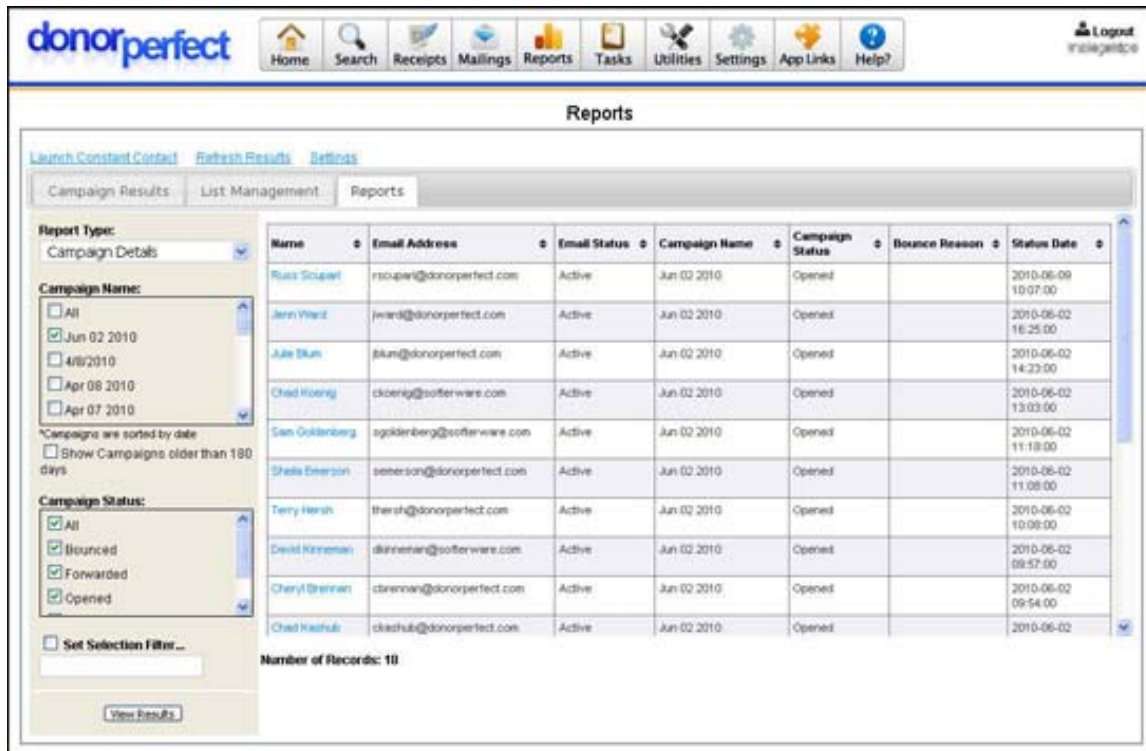 donorperfect
Home Search Receipts Mailings Reports Tasks Utilities Settings App Links Help?
Logout
Reports
Launch Constant Contact Refresh Results Settings
Campaign Results List Management Reports
Report Type:
Campaign Details
Campaign Name:
All
Jun 02 2010
4/8/2010
Apr 08 2010
Apr 07 2010
*Campaigns are sorted by date
Show Campaigns older than 180
days
Campaign Status:
All
Bounced
Forwarded
Opened
Set Selection Filter...
View Results
Name Email Address Email Status Campaign Name Campaign Status Bounce Reason Status Date
Russ Scupari rscupari@donorperfect.com Active Jun 02 2010 Opened 2010-06-09 10:07:00
Jenn Ward jward@donorperfect.com Active Jun 02 2010 Opened 2010-06-02 16:25:00
Julie Blum jblum@donorperfect.com Active Jun 02 2010 Opened 2010-06-02 14:23:00
Chad Koenig ckoenig@softerware.com Active Jun 02 2010 Opened 2010-06-02 13:03:00
Sam Goldenberg sgoldenberg@softerware.com Active Jun 02 2010 Opened 2010-06-02 11:18:00
Sheila Emerson semerson@donorperfect.com Active Jun 02 2010 Opened 2010-06-02 11:08:00
Terry Hersh thersh@donorperfect.com Active Jun 02 2010 Opened 2010-06-02 10:08:00
David Kinneman dkinneman@softerware.com Active Jun 02 2010 Opened 2010-06-02 09:57:00
Cheryl Brennan cbrennan@donorperfect.com Active Jun 02 2010 Opened 2010-06-02 09:54:00
Chad Kashub ckashub@donorperfect.com Active Jun 02 2010 Opened 2010-06-02
Number of Records: 18